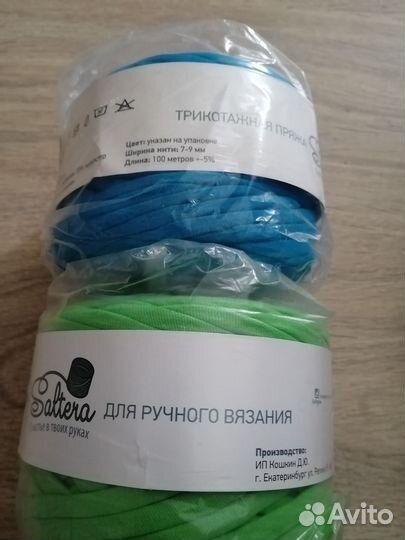 ТРИКОТАЖНАЯ ПРЯЖА
Цвет: указан на упаковке
Ширина нити: 7-9 мм
Длина: 100 метров +-5%
Saltera
в твоих руках
ДЛЯ РУЧНОГО ВЯЗАНИЯ
Производство:
ИП Кошкин Д.Ю.
г. Екатеринбург ул.
Avito